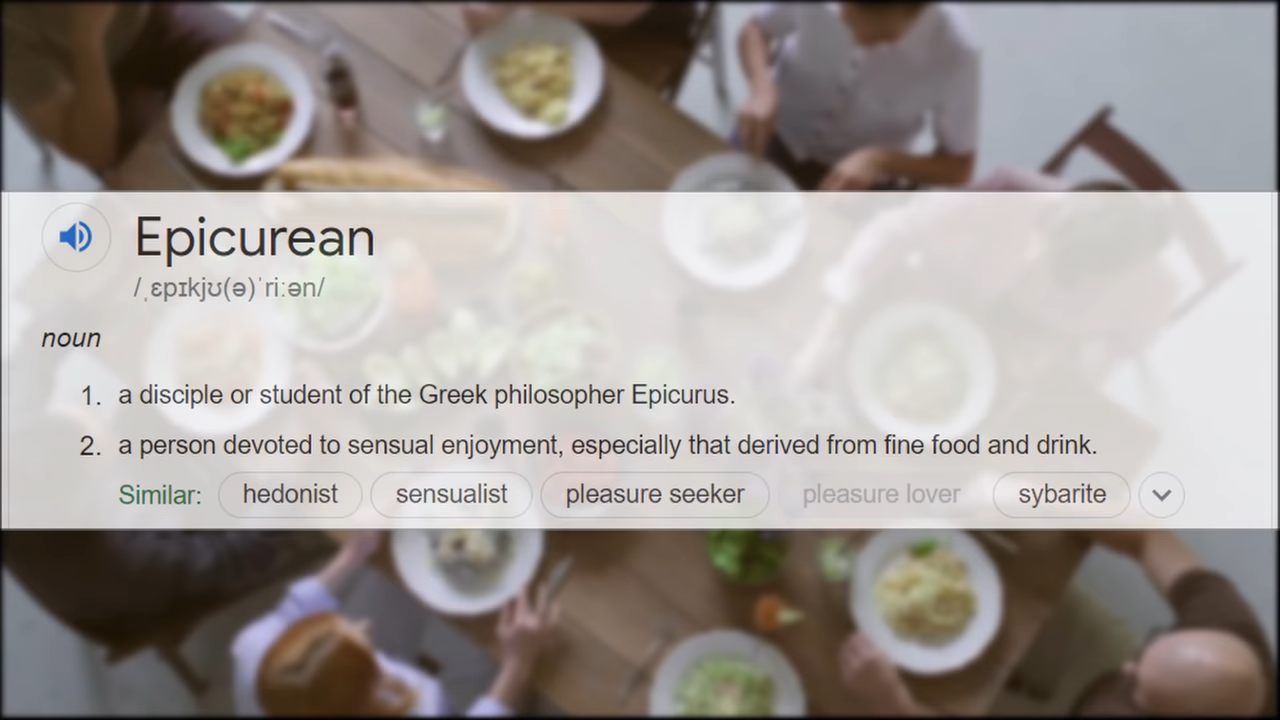 Epicurean
/ˌɛpɪkjʊ(ə)ˈriːən/
noun
1. a disciple or student of the Greek philosopher Epicurus.
2. a person devoted to sensual enjoyment, especially that derived from fine food and drink.
Similar: hedonist sensualist pleasure seeker pleasure lover sybarite